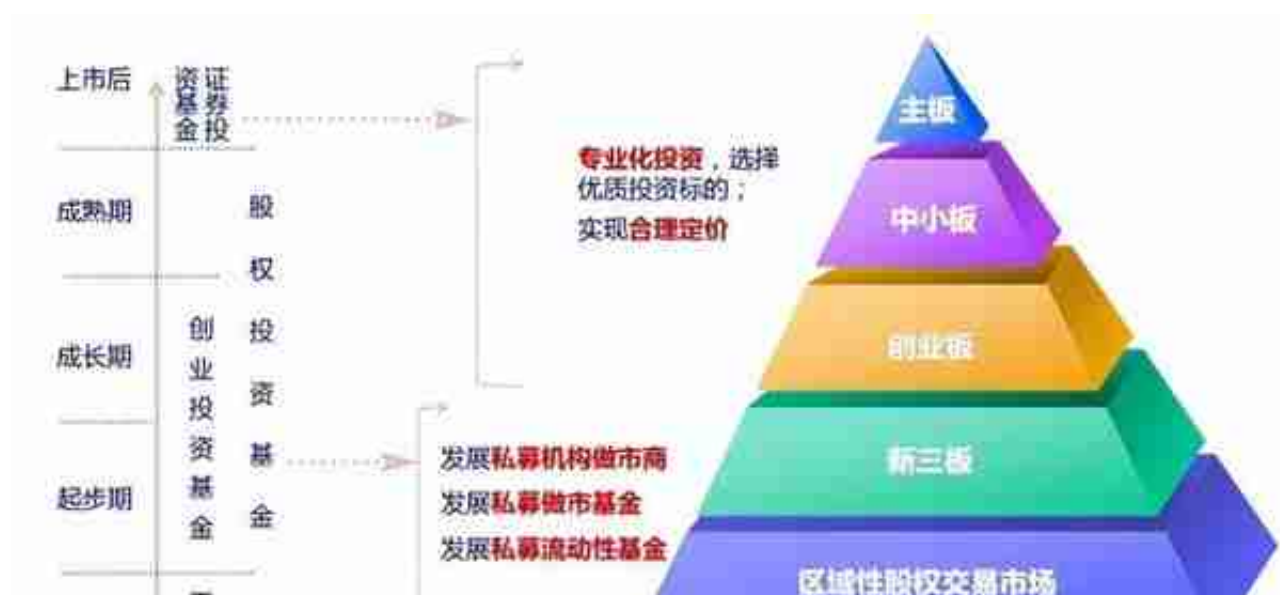 上市后
证券投
资基金
成熟期
成长期
起步期
股权投资基金
创业投资基金
专业化投资，选择
优质投资标的；
实现合理定价
发展私募机构做市商
发展私募做市基金
发展私募流动性基金
主板
中小板
创业板
新三板
区域性股权交易市场